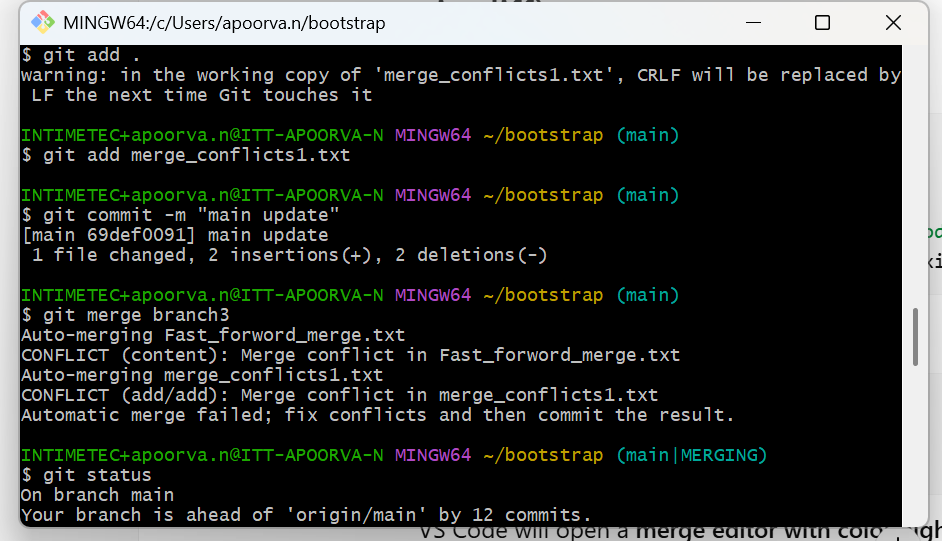 MINGW64:/c/Users/apoorva.n/bootstrap
$ git add .
warning: in the working copy of 'merge_conflicts1.txt', CRLF will be replaced by
 LF the next time Git touches it
INTIMETEC+apoorva.n@ITT-APOORVA-N MINGW64 ~/bootstrap (main)
$ git add merge_conflicts1.txt
INTIMETEC+apoorva.n@ITT-APOORVA-N MINGW64 ~/bootstrap (main)
$ git commit -m "main update"
[main 69def0091] main update
 1 file changed, 2 insertions(+), 2 deletions(-)
INTIMETEC+apoorva.n@ITT-APOORVA-N MINGW64 ~/bootstrap (main)
$ git merge branch3
Auto-merging Fast_forword_merge.txt
CONFLICT (content): Merge conflict in Fast_forword_merge.txt
Auto-merging merge_conflicts1.txt
CONFLICT (add/add): Merge conflict in merge_conflicts1.txt
Automatic merge failed; fix conflicts and then commit the result.
INTIMETEC+apoorva.n@ITT-APOORVA-N MINGW64 ~/bootstrap (main|MERGING)
$ git status
On branch main
Your branch is ahead of 'origin/main' by 12 commits.
VS Code will open a merge editor with